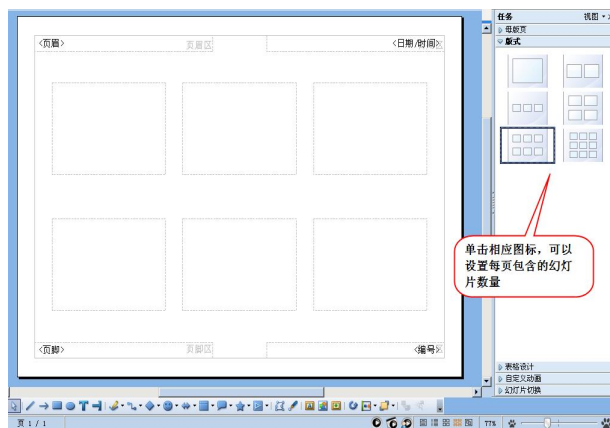 任务
视图
母版页
版式
<页眉>
页眉区
<日期/时间>
单击相应图标，可以
设置每页包含的幻灯
片数量
<页脚>
页脚区
<编号>
表格设计
自定义动画
幻灯片切换
页 1 / 1
77%